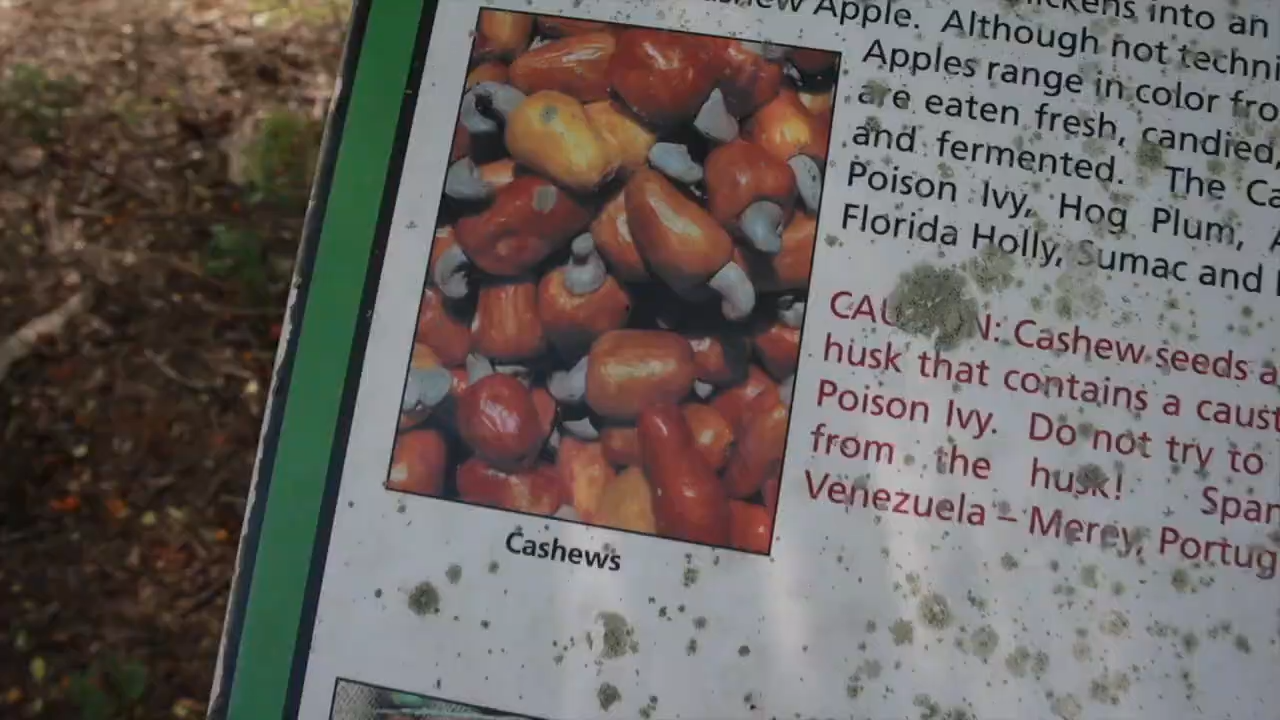 Apple. Although not techni
Apples range in color fro
are eaten fresh, candied,
and fermented. The Ca
Poison Ivy, Hog Plum, A
Florida Holly, Sumac and
CAUTION: Cashew seeds a
husk that contains a caust
Poison Ivy. Do not try to
from the husk! Span
Venezuela – Merey, Portug
Cashews